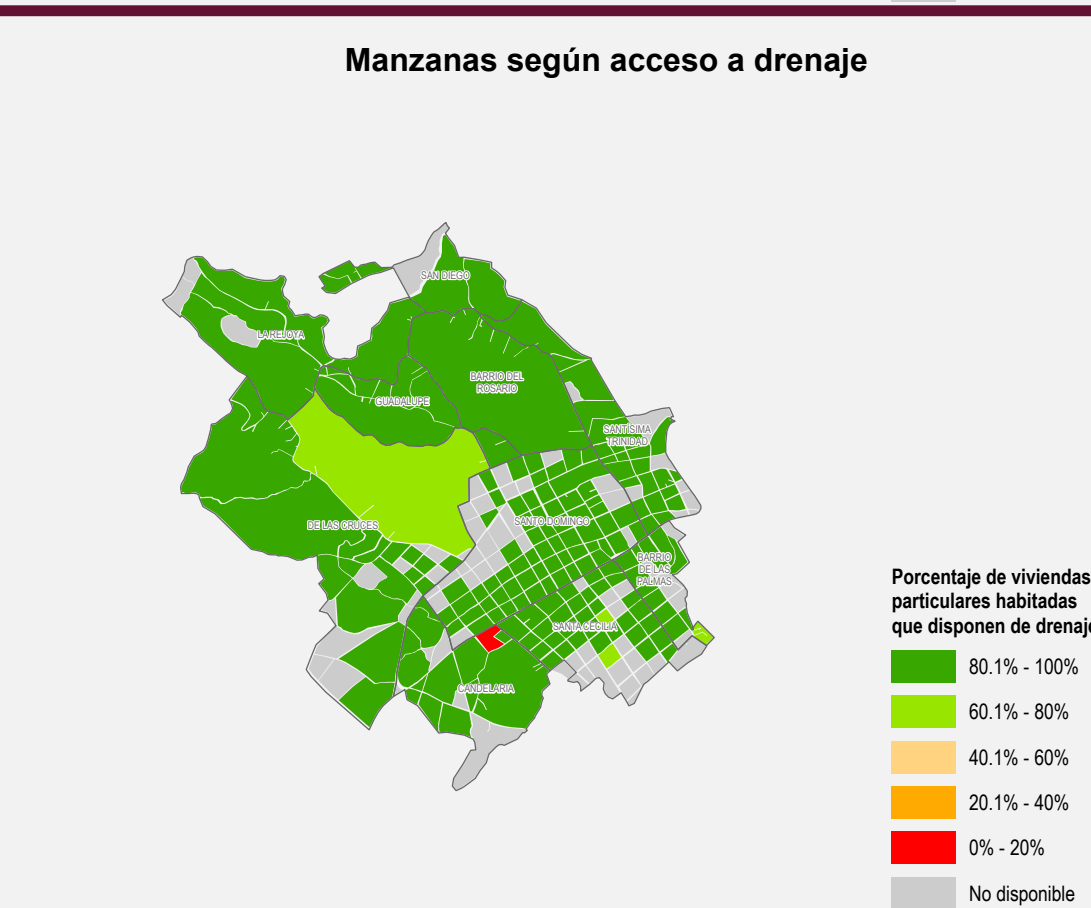 Manzanas según acceso a drenaje
SAN DIEGO
LA REJOYA
BARRIO DEL
ROSARIO
GUADALUPE
SANTÍSIMA
TRINIDAD
DE LAS CRUCES
SANTO DOMINGO
BARRIO
DE LAS
PALMAS
SANTA CECILIA
CANDELARIA
Porcentaje de viviendas
particulares habitadas
que disponen de drenaje
80.1% - 100%
60.1% - 80%
40.1% - 60%
20.1% - 40%
0% - 20%
No disponible